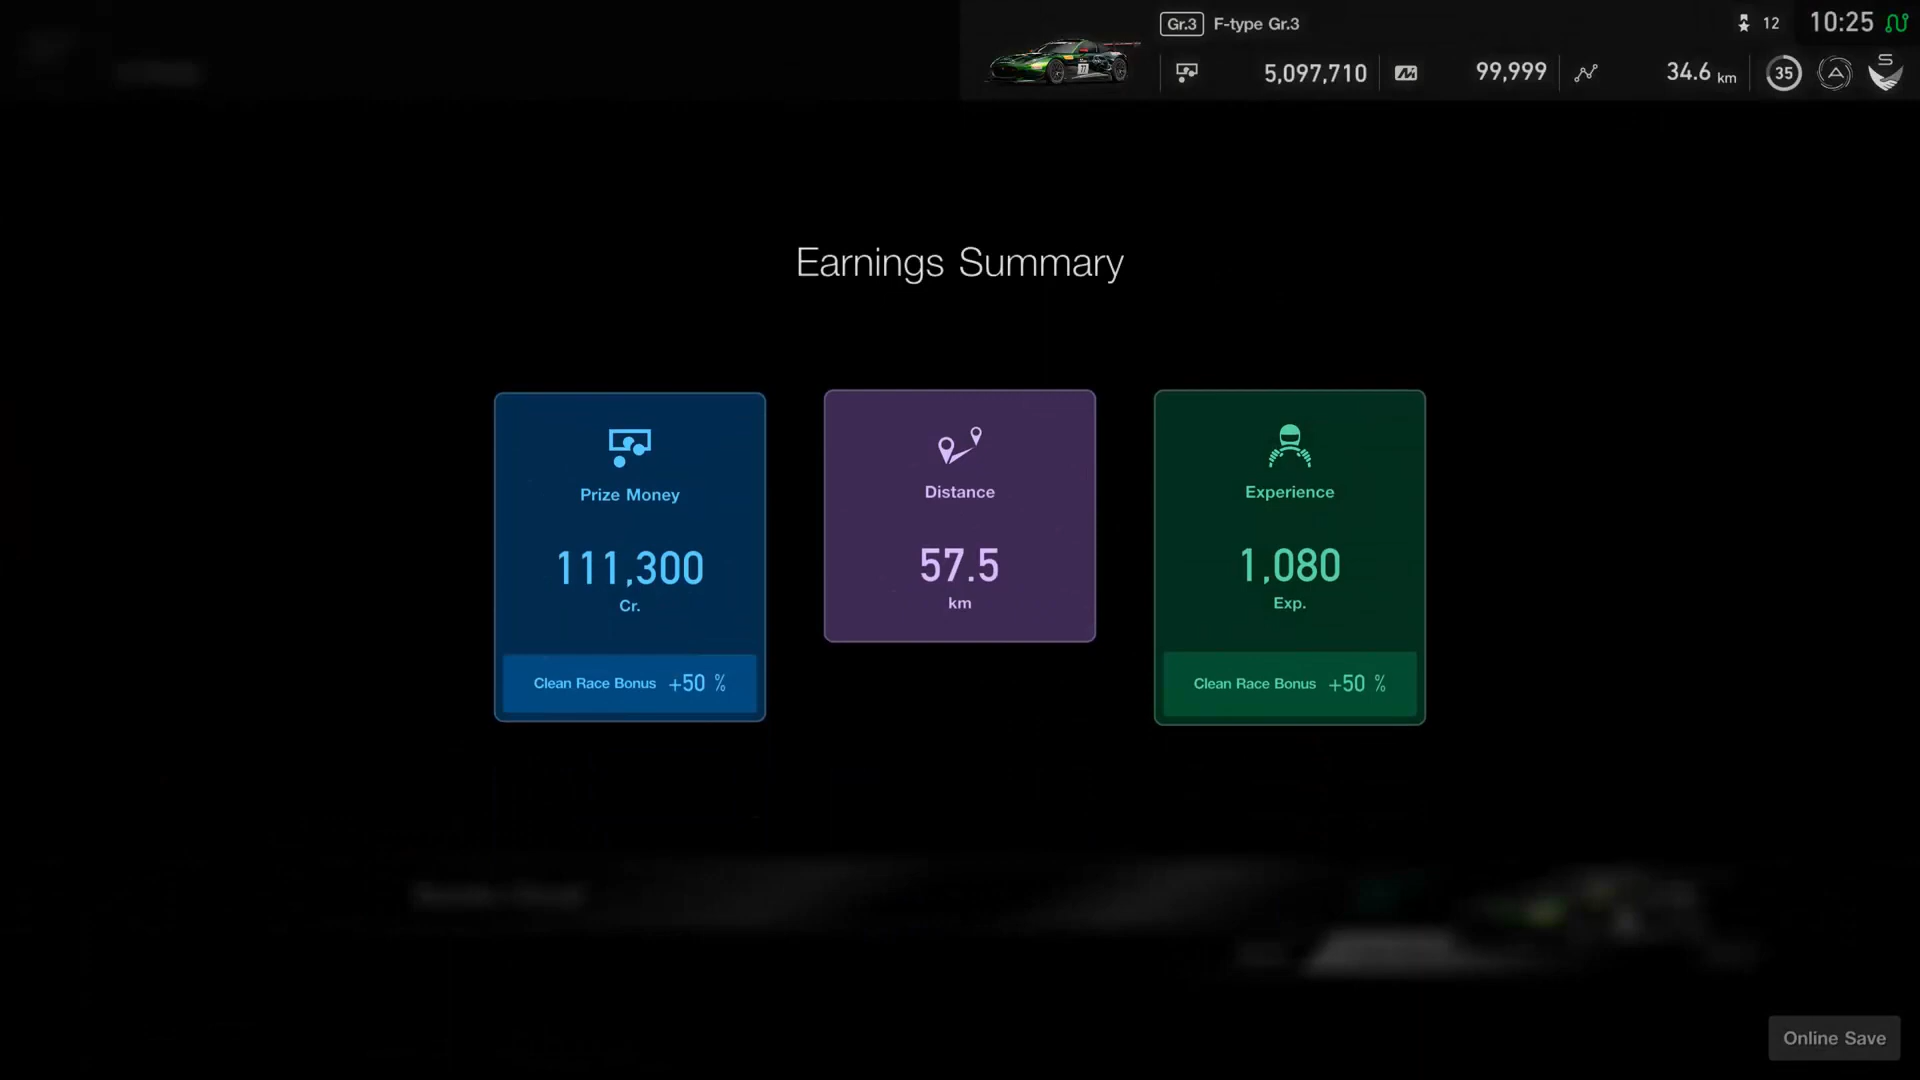 Gr.3 F-type Gr.3
12 10:25
5,097,710 99,999 34.6 km 35 A S
Earnings Summary
Prize Money
111,300
Cr.
Clean Race Bonus +50 %
Distance
57.5
km
Experience
1,080
Exp.
Clean Race Bonus +50 %
Online Save